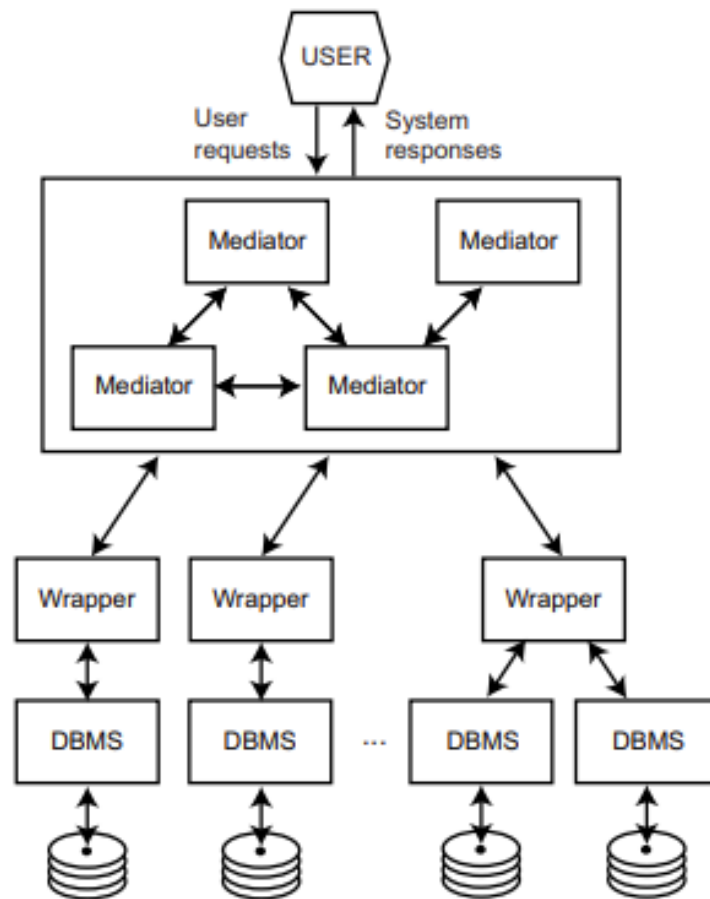 USER
User
requests
System
responses
Mediator
Mediator
Mediator
Mediator
Wrapper
Wrapper
Wrapper
DBMS
DBMS
...
DBMS
DBMS